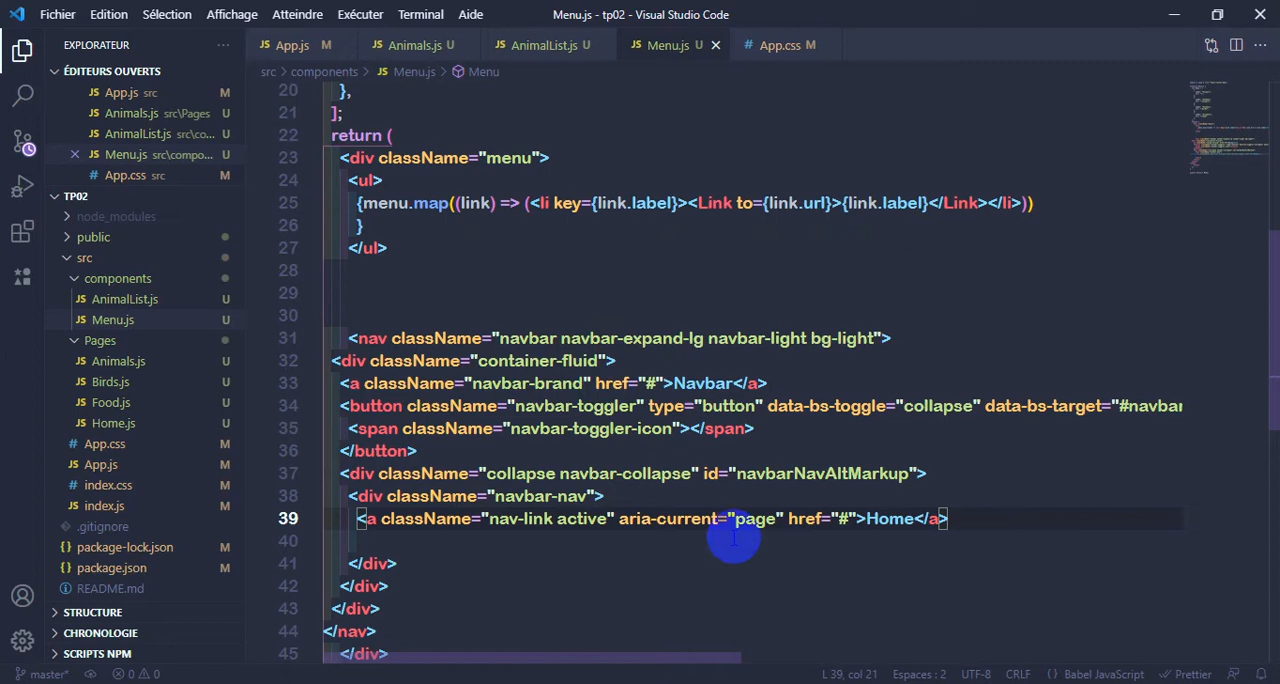 Fichier Edition Sélection Affichage Atteindre Exécuter Terminal Aide Menu.js - tp02 - Visual Studio Code
EXPLORATEUR
App.js M
Animals.js U
AnimalList.js U
Menu.js U
App.css M
src > components > Menu.js > Menu
ÉDITEURS OUVERTS
App.js src M
Animals.js src\Pages U
AnimalList.js src\co... U
Menu.js src\compo... U
App.css src M
TP02
node_modules
public
src
components
AnimalList.js U
Menu.js U
Pages
Animals.js U
Birds.js U
Food.js U
Home.js U
App.css M
App.js M
index.css M
index.js M
.gitignore
package-lock.json M
package.json M
README.md
STRUCTURE
CHRONOLOGIE
SCRIPTS NPM
20 },
21 ];
22 return (
23 <div className="menu">
24 <ul>
25 {menu.map((link) => (<li key={link.label}><Link to={link.url}>{link.label}</Link></li>))
26 }
27 </ul>
28
29
30
31 <nav className="navbar navbar-expand-lg navbar-light bg-light">
32 <div className="container-fluid">
33 <a className="navbar-brand" href="#">Navbar</a>
34 <button className="navbar-toggler" type="button" data-bs-toggle="collapse" data-bs-target="#navbar
35 <span className="navbar-toggler-icon"></span>
36 </button>
37 <div className="collapse navbar-collapse" id="navbarNavAltMarkup">
38 <div className="navbar-nav">
39 <a className="nav-link active" aria-current="page" href="#">Home</a>
40
41 </div>
42 </div>
43 </div>
44 </nav>
45 </div>
master* 0 0 L 39, col 21 Espaces : 2 UTF-8 CRLF Babel JavaScript Prettier